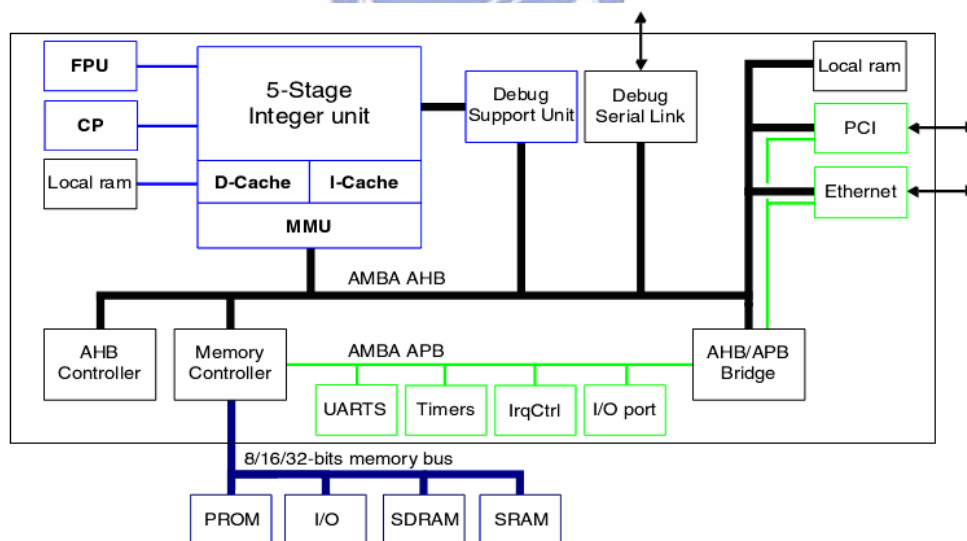 FPU
CP
Local ram
5-Stage
Integer unit
D-Cache
I-Cache
MMU
Debug
Support Unit
Debug
Serial Link
Local ram
PCI
Ethernet
AMBA AHB
AHB
Controller
Memory
Controller
AMBA APB
AHB/APB
Bridge
UARTS
Timers
IrqCtrl
I/O port
8/16/32-bits memory bus
PROM
I/O
SDRAM
SRAM